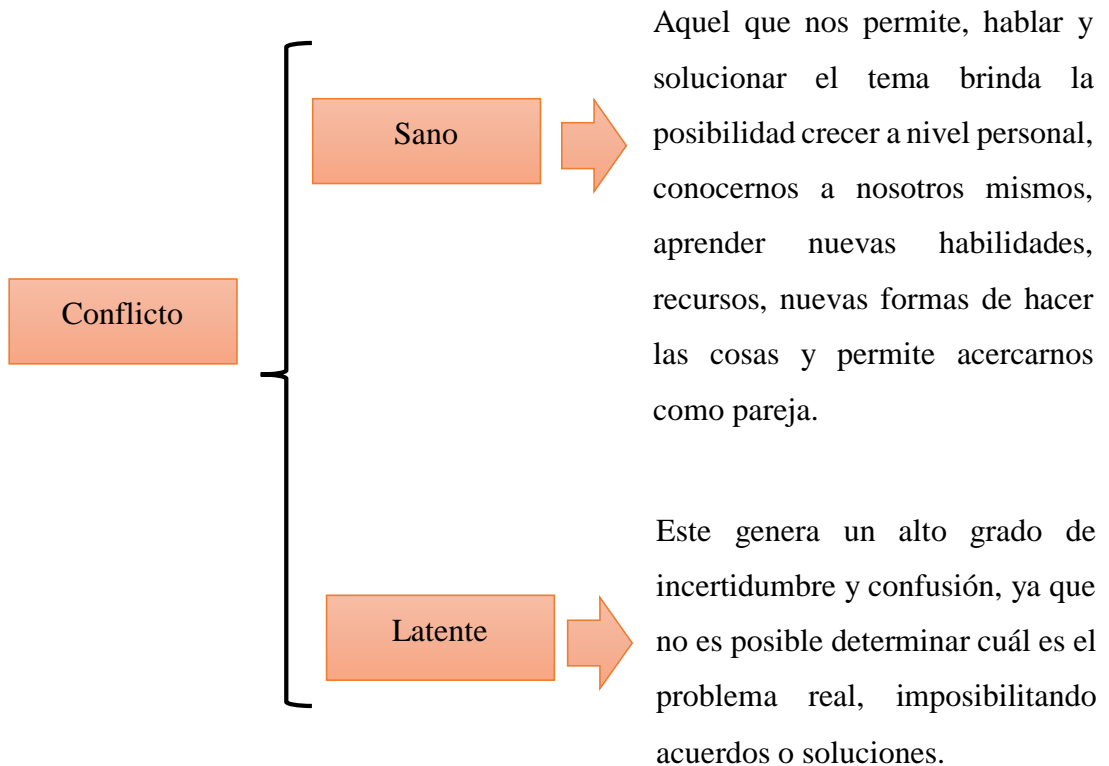 Conflicto
Sano
Aquel que nos permite, hablar y
solucionar el tema brinda la
posibilidad crecer a nivel personal,
conocernos a nosotros mismos,
aprender nuevas habilidades,
recursos, nuevas formas de hacer
las cosas y permite acercarnos
como pareja.
Latente
Este genera un alto grado de
incertidumbre y confusión, ya que
no es posible determinar cuál es el
problema real, imposibilitando
acuerdos o soluciones.